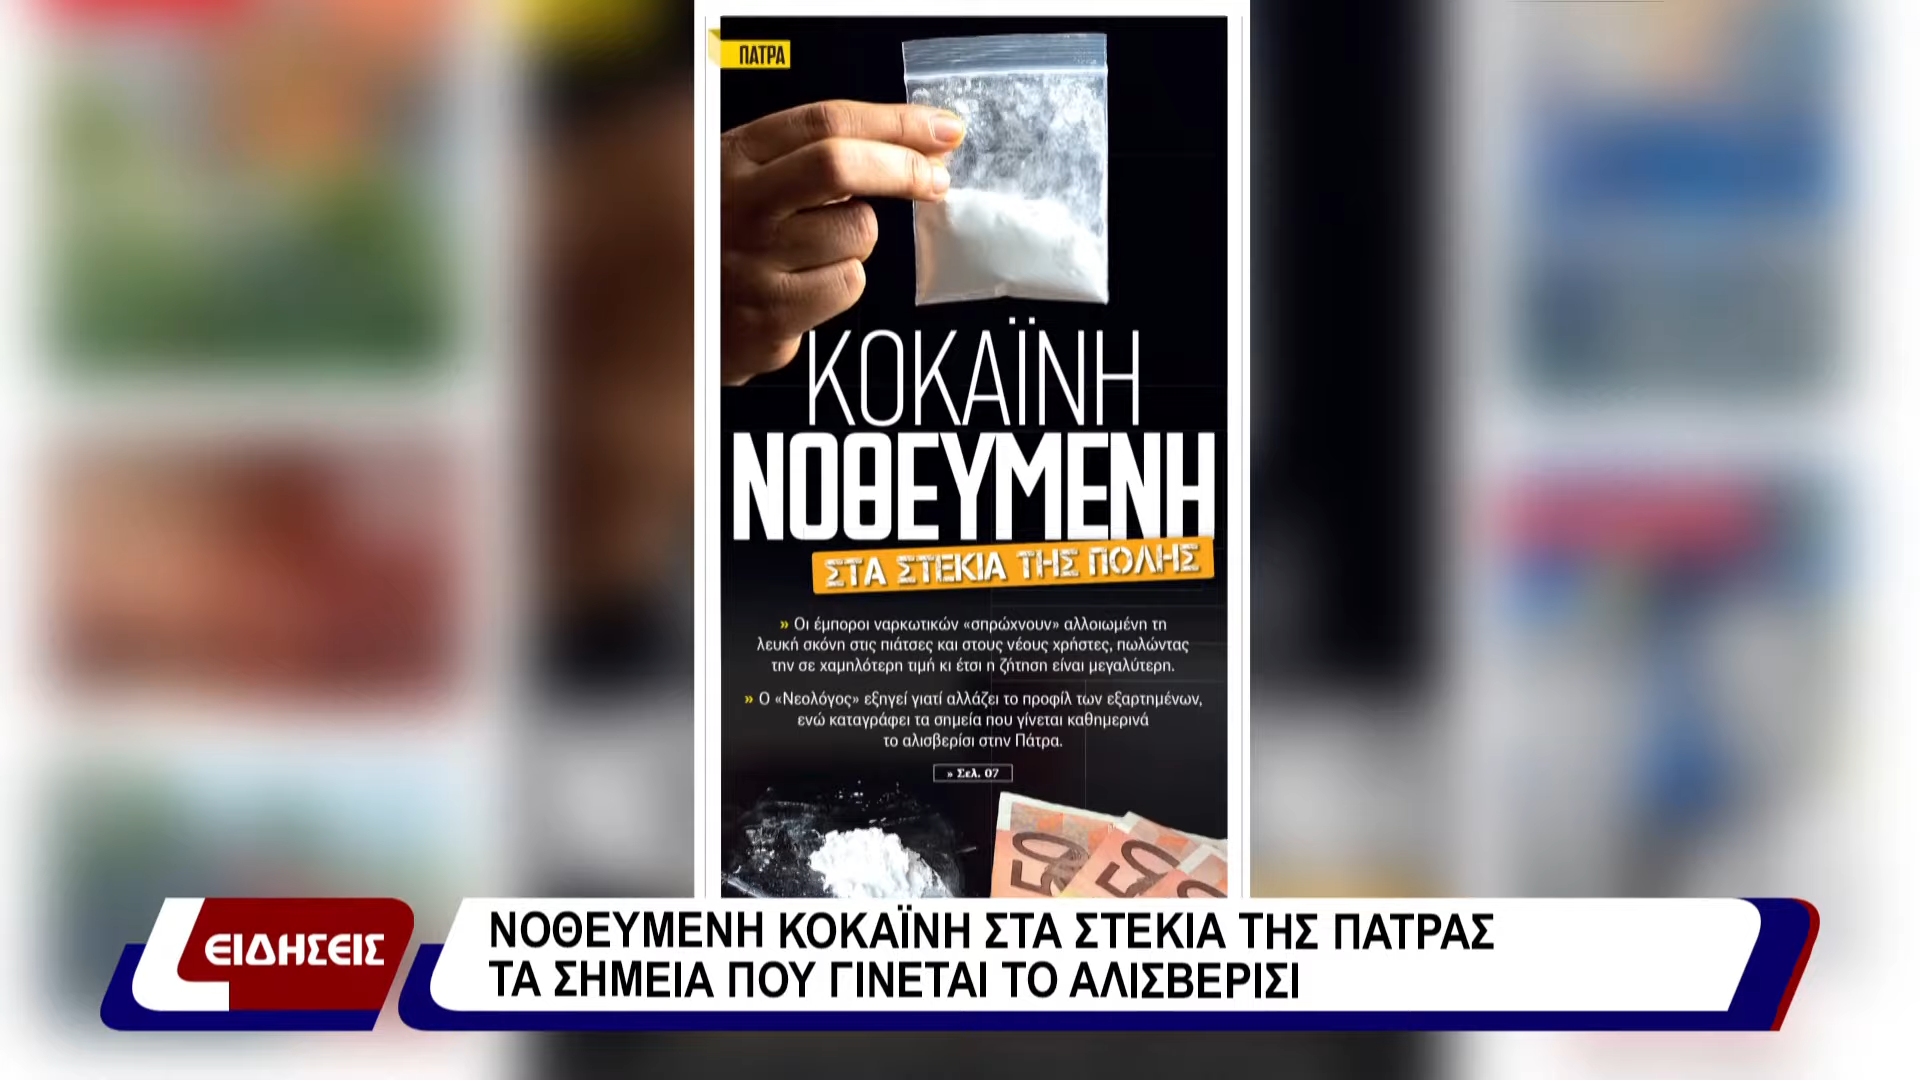 ΠΑΤΡΑ
ΚΟΚΑΪΝΗ
ΝΟΘΕΥΜΕΝΗ
ΣΤΑ ΣΤΕΚΙΑ ΤΗΣ ΠΟΛΗΣ
» Οι έμποροι ναρκωτικών «σπρώχνουν» αλλοιωμένη τη
λευκή σκόνη στις πιάτσες και στους νέους χρήστες, πωλώντας
την σε χαμηλότερη τιμή κι έτσι η ζήτηση είναι μεγαλύτερη.
» Ο «Νεολόγος» εξηγεί γιατί αλλάζει το προφίλ των εξαρτημένων,
ενώ καταγράφει τα σημεία που γίνεται καθημερινά
το αλισβερίσι στην Πάτρα.
» Σελ. 07
50 50
ΕΙΔΗΣΕΙΣ
ΝΟΘΕΥΜΕΝΗ ΚΟΚΑΪΝΗ ΣΤΑ ΣΤΕΚΙΑ ΤΗΣ ΠΑΤΡΑΣ
ΤΑ ΣΗΜΕΙΑ ΠΟΥ ΓΙΝΕΤΑΙ ΤΟ ΑΛΙΣΒΕΡΙΣΙ